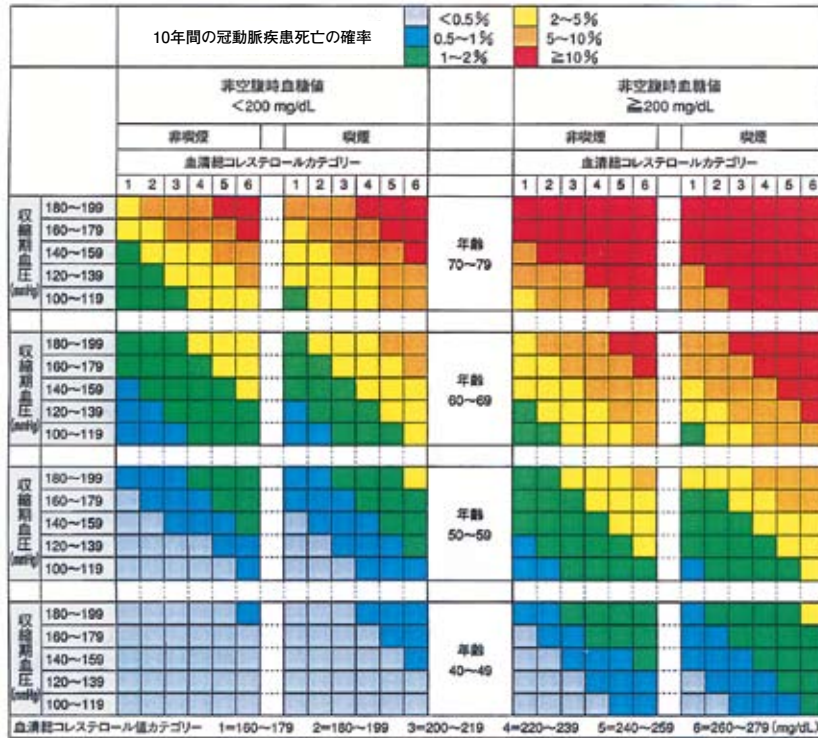 10年間の冠動脈疾患死亡の確率
<0.5%
2~5%
0.5~1%
5~10%
1~2%
≧10%
非空腹時血糖値
<200 mg/dL
非空腹時血糖値
≧200 mg/dL
非喫煙
喫煙
非喫煙
喫煙
血清総コレステロールカテゴリー
血清総コレステロールカテゴリー
1 2 3 4 5 6 … 1 2 3 4 5 6
1 2 3 4 5 6 … 1 2 3 4 5 6
収縮期血圧(mmHg)
180~199
160~179
140~159
120~139
100~119
年齢
70~79
収縮期血圧(mmHg)
180~199
160~179
140~159
120~139
100~119
年齢
60~69
収縮期血圧(mmHg)
180~199
160~179
140~159
120~139
100~119
年齢
50~59
収縮期血圧(mmHg)
180~199
160~179
140~159
120~139
100~119
年齢
40~49
血清総コレステロール値カテゴリー 1=160~179 2=180~199 3=200~219 4=220~239 5=240~259 6=260~279(mg/dL)